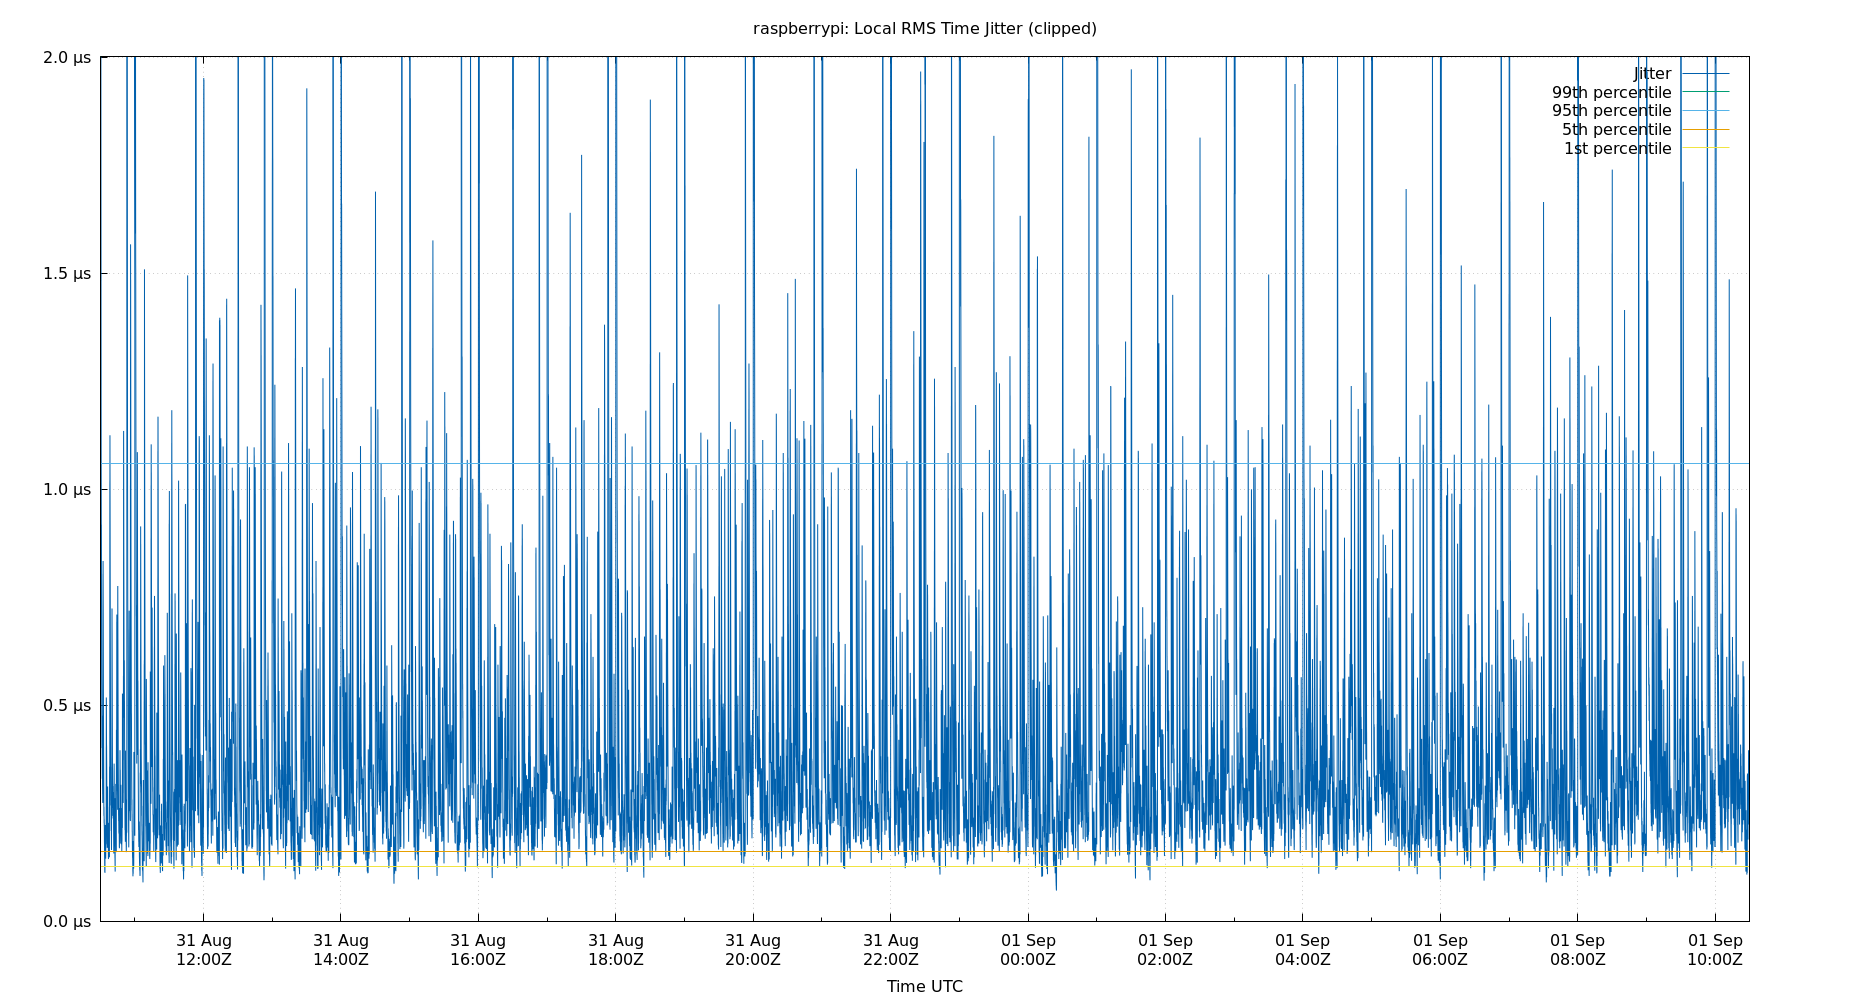 raspberrypi: Local RMS Time Jitter (clipped)
2.0 µs
1.5 µs
1.0 µs
0.5 µs
0.0 µs
Jitter
99th percentile
95th percentile
5th percentile
1st percentile
31 Aug 12:00Z
31 Aug 14:00Z
31 Aug 16:00Z
31 Aug 18:00Z
31 Aug 20:00Z
31 Aug 22:00Z
01 Sep 00:00Z
01 Sep 02:00Z
01 Sep 04:00Z
01 Sep 06:00Z
01 Sep 08:00Z
01 Sep 10:00Z
Time UTC